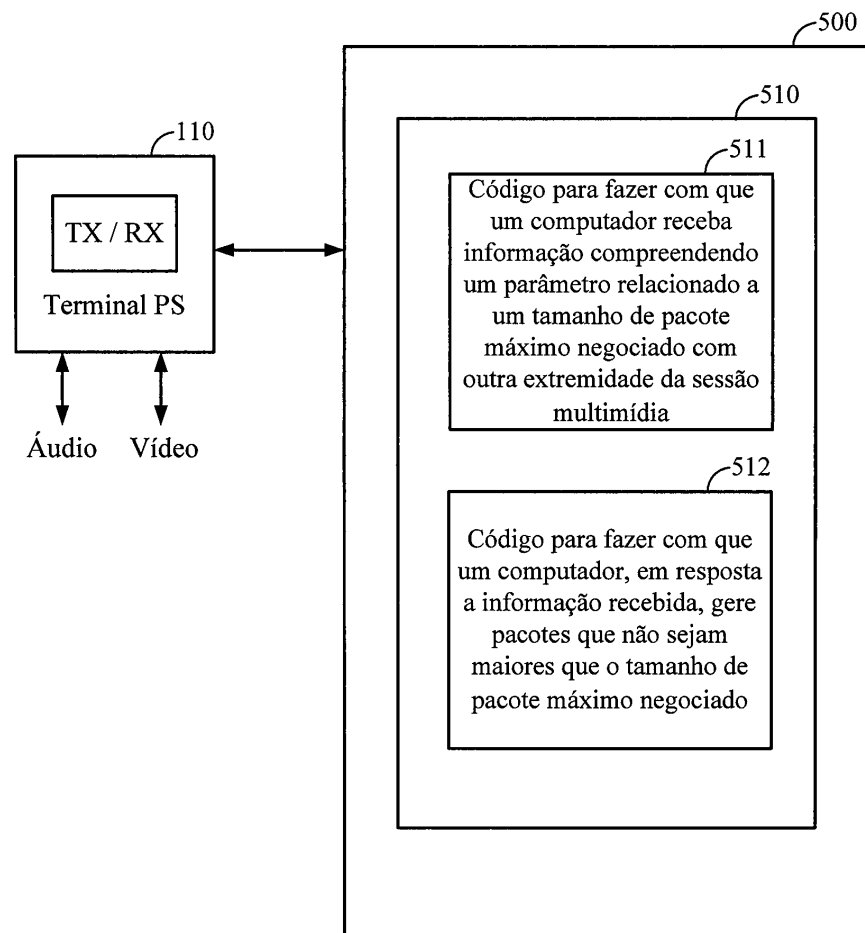 500
510
110
511
TX / RX
Terminal PS
Áudio
Vídeo
Código para fazer com que
um computador receba
informação compreendendo
um parâmetro relacionado a
um tamanho de pacote
máximo negociado com
outra extremidade da sessão
multimídia
512
Código para fazer com que
um computador, em resposta
a informação recebida, gere
pacotes que não sejam
maiores que o tamanho de
pacote máximo negociado